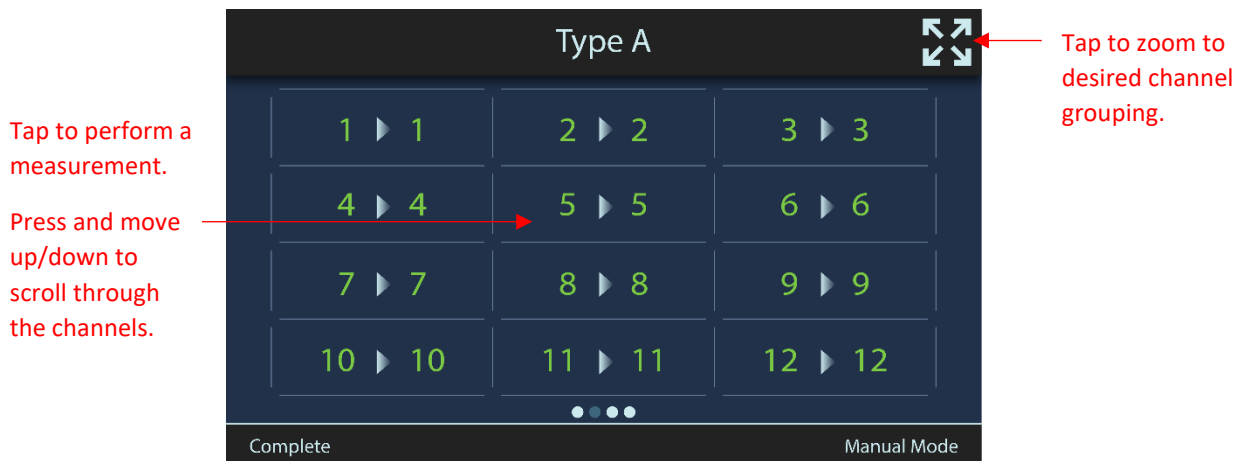 Type A
Tap to zoom to
desired channel
grouping.
Tap to perform a
measurement.
Press and move
up/down to
scroll through
the channels.
1 1 2 2 3 3
4 4 5 5 6 6
7 7 8 8 9 9
10 10 11 11 12 12
Complete Manual Mode